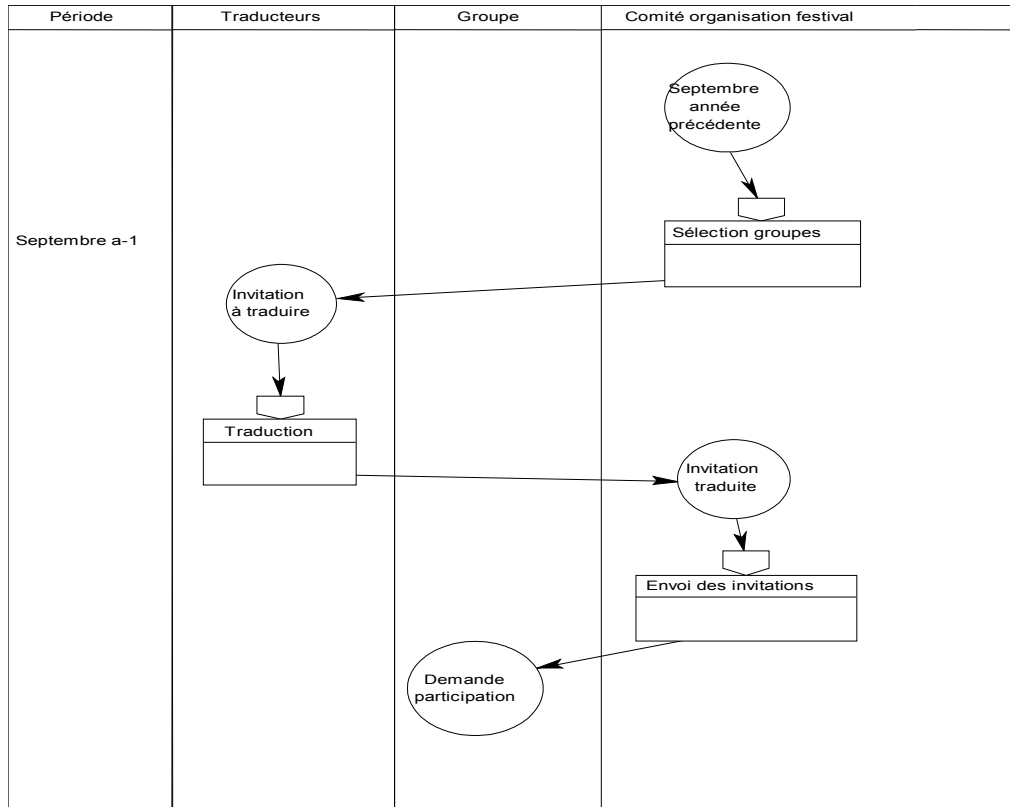 Période
Traducteurs
Groupe
Comité organisation festival
Septembre
année
précédente
Septembre a-1
Sélection groupes
Invitation
à traduire
Traduction
Invitation
traduite
Envoi des invitations
Demande
participation